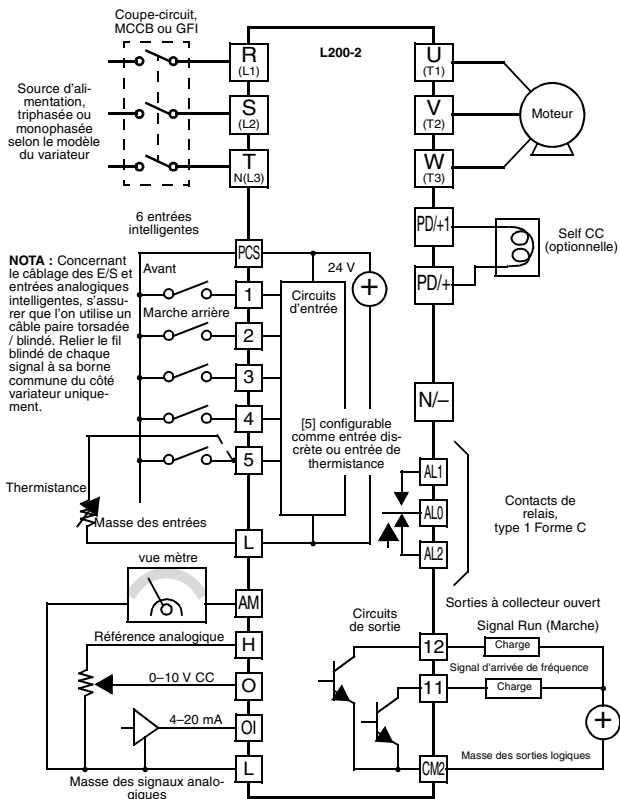 Coupe-circuit,
MCCB ou GFI
L200-2
R
(L1)
S
(L2)
T
N(L3)
U
(T1)
V
(T2)
W
(T3)
Moteur
Source d'ali-
mentation,
triphasée ou
monophasée
selon le modèle
du variateur
PD/+1
PD/+
Self CC
(optionnelle)
6 entrées
intelligentes
NOTA : Concernant
le câblage des E/S et
entrées analogiques
intelligentes, s'assu-
rer que l'on utilise un
câble paire torsadée
/ blindé. Relier le fil
blindé de chaque
signal à sa borne
commune du côté
variateur unique-
ment.
Avant
Marche arrière
PCS
1
2
3
4
5
L
24 V
+
Circuits
d'entrée
[5] configurable
comme entrée dis-
crète ou entrée de
thermistance
N/–
Thermistance
Masse des entrées
AL1
AL0
AL2
Contacts de
relais,
type 1 Forme C
vue mètre
AM
Référence analogique
H
0–10 V CC
O
4–20 mA
OI
L
Masse des signaux analo-
giques
Circuits
de sortie
Sorties à collecteur ouvert
Signal Run (Marche)
12
Charge
Signal d'arrivée de fréquence
11
Charge
+
CM2
Masse des sorties logiques